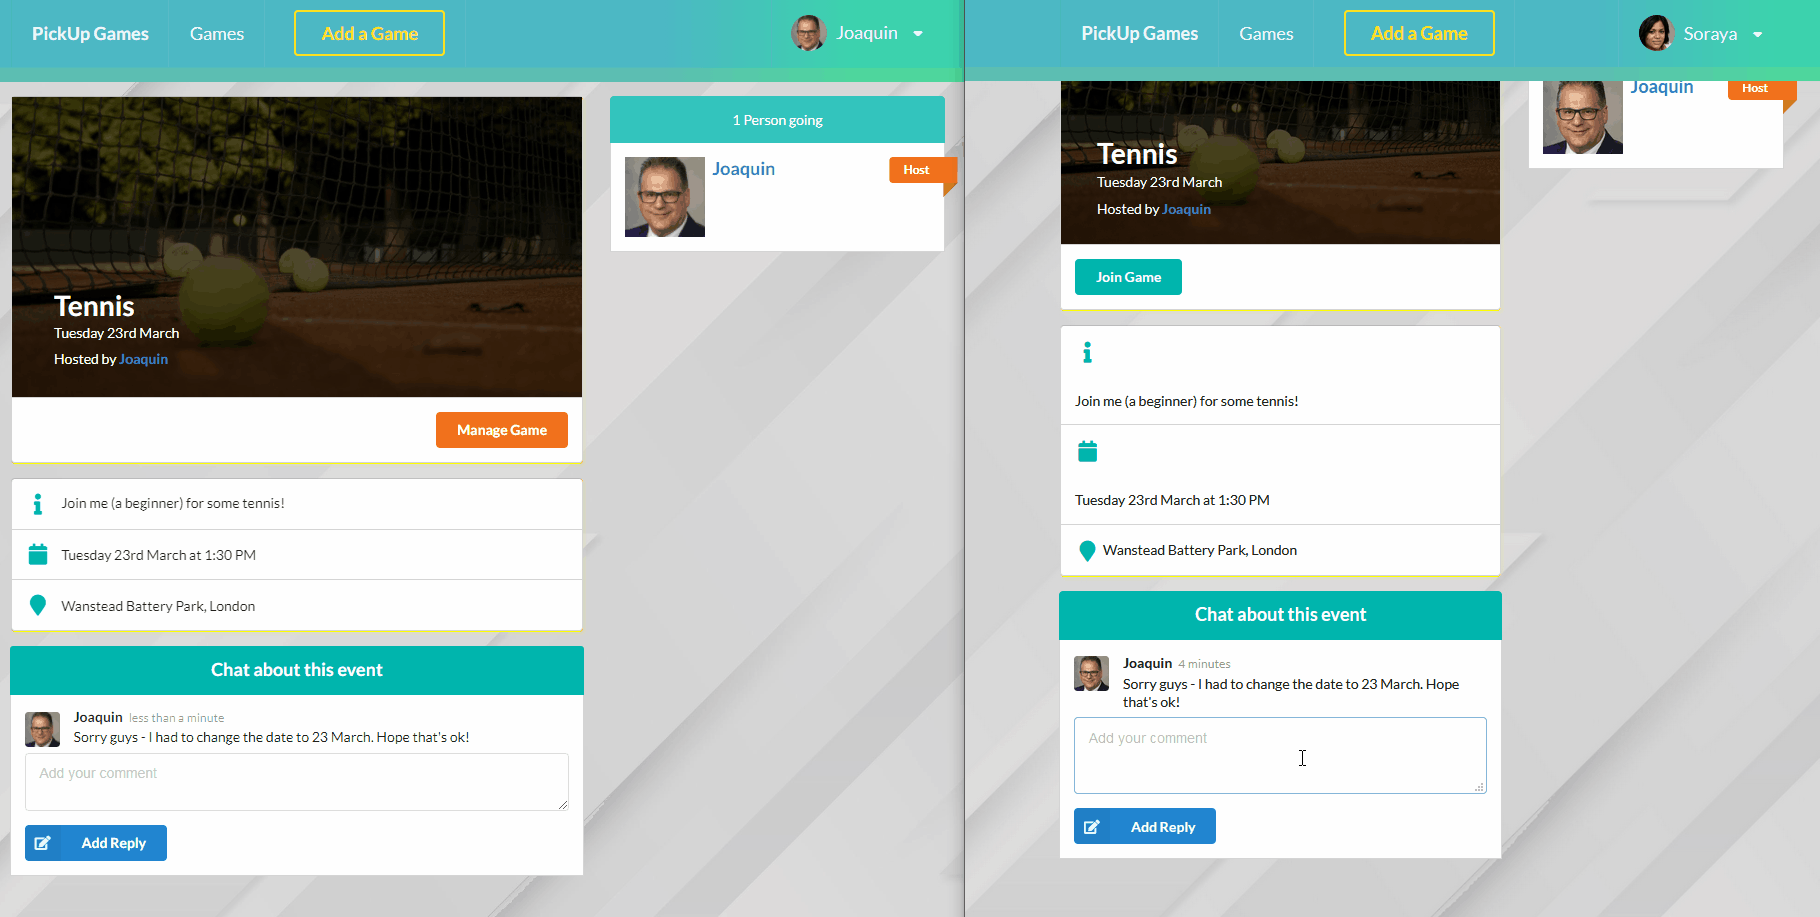 PickUp Games
Games
Add a Game
Joaquin
Tennis
Tuesday 23rd March
Hosted by Joaquin
Manage Game
1 Person going
Joaquin
Host
Join me (a beginner) for some tennis!
Tuesday 23rd March at 1:30 PM
Wanstead Battery Park, London
Chat about this event
Joaquin less than a minute
Sorry guys - I had to change the date to 23 March. Hope that's ok!
Add your comment
Add Reply
PickUp Games
Games
Add a Game
Soraya
Joaquin
Host
Tennis
Tuesday 23rd March
Hosted by Joaquin
Join Game
Join me (a beginner) for some tennis!
Tuesday 23rd March at 1:30 PM
Wanstead Battery Park, London
Chat about this event
Joaquin 4 minutes
Sorry guys - I had to change the date to 23 March. Hope
that's ok!
Add your comment
Add Reply